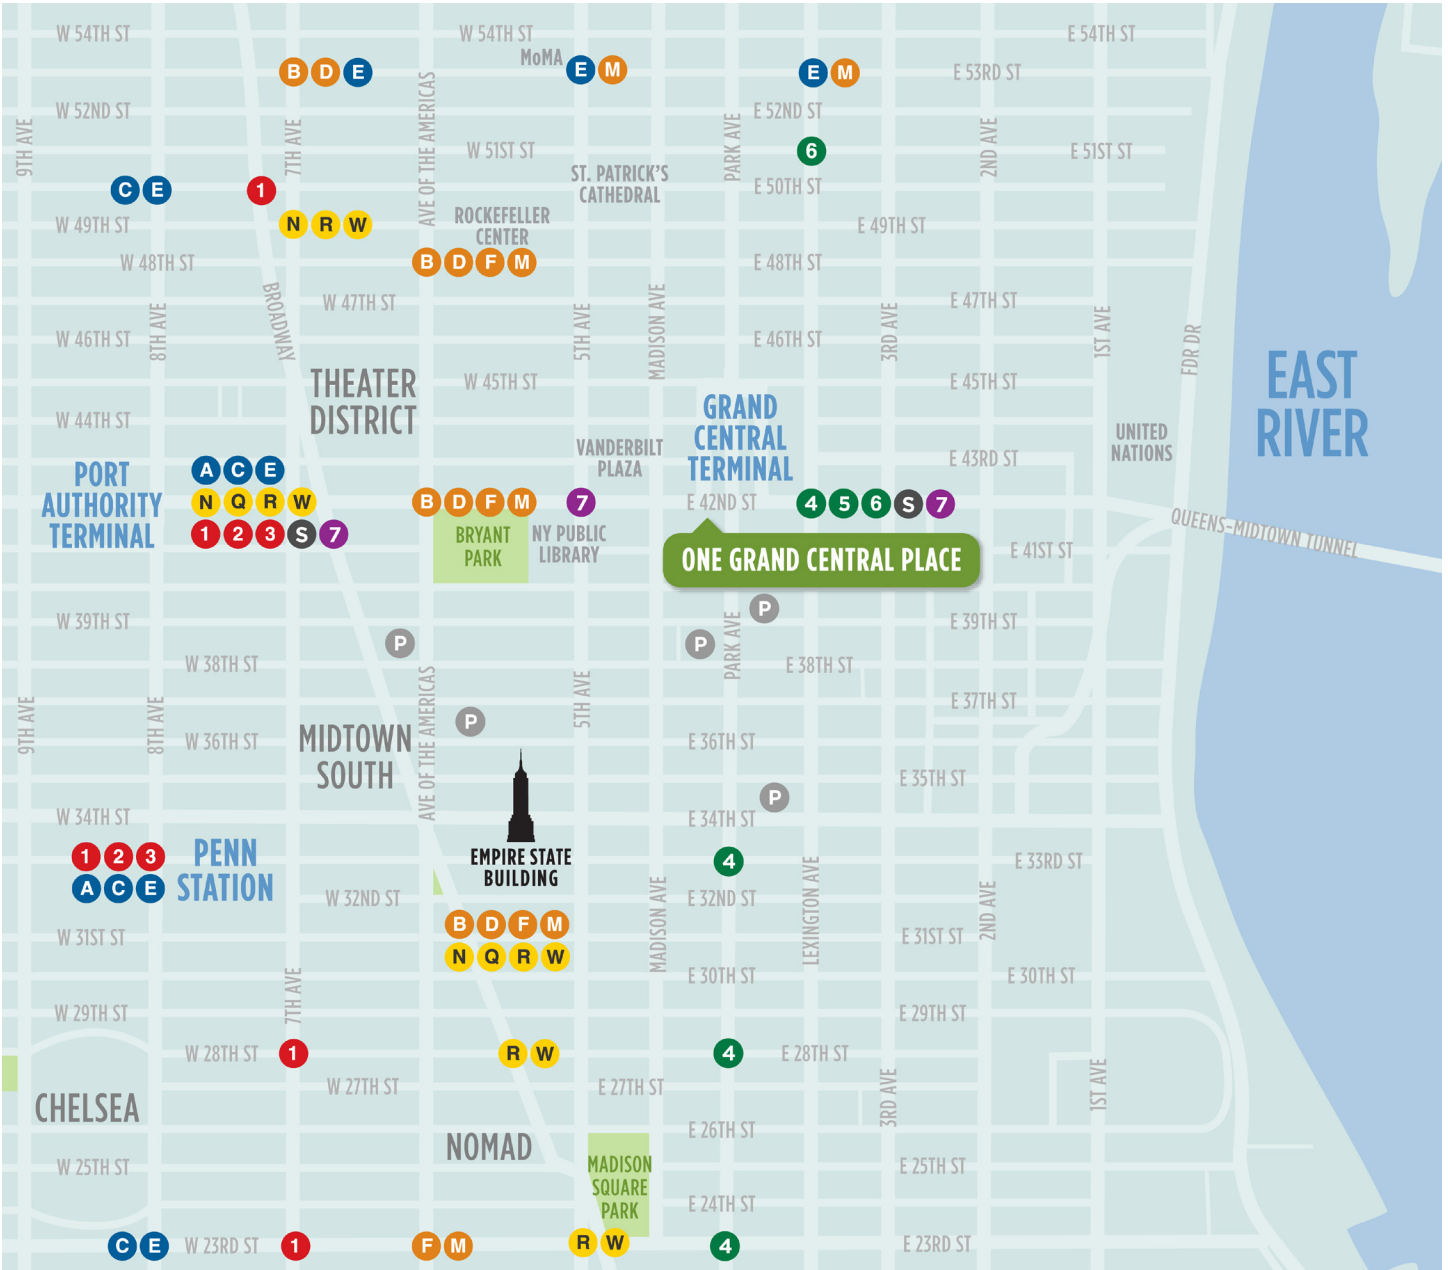 W 54TH ST
W 54TH ST
E 54TH ST
MoMA
B D E
E M
E M
E 53RD ST
W 52ND ST
E 52ND ST
9TH AVE
7TH AVE
AVE OF THE AMERICAS
PARK AVE
2ND AVE
W 51ST ST
6
E 51ST ST
ST. PATRICK'S
CATHEDRAL
C E
1
E 50TH ST
W 49TH ST
N R W
ROCKEFELLER
CENTER
E 49TH ST
W 48TH ST
B D F M
E 48TH ST
BROADWAY
W 47TH ST
E 47TH ST
8TH AVE
5TH AVE
MADISON AVE
3RD AVE
1ST AVE
FDR DR
W 46TH ST
E 46TH ST
THEATER
DISTRICT
W 45TH ST
E 45TH ST
EAST
RIVER
W 44TH ST
GRAND
CENTRAL
TERMINAL
UNITED
NATIONS
VANDERBILT
PLAZA
E 43RD ST
PORT
AUTHORITY
TERMINAL
A C E
N Q R W
1 2 3 S 7
B D F M
7
E 42ND ST
4 5 6 S 7
BRYANT
PARK
NY PUBLIC
LIBRARY
QUEENS-MIDTOWN TUNNEL
ONE GRAND CENTRAL PLACE
E 41ST ST
P
W 39TH ST
E 39TH ST
P
P
PARK AVE
W 38TH ST
E 38TH ST
9TH AVE
8TH AVE
AVE OF THE AMERICAS
5TH AVE
E 37TH ST
P
W 36TH ST
MIDTOWN
SOUTH
E 36TH ST
E 35TH ST
P
W 34TH ST
E 34TH ST
1 2 3
A C E
PENN
STATION
EMPIRE STATE
BUILDING
4
E 33RD ST
W 32ND ST
E 32ND ST
MADISON AVE
LEXINGTON AVE
2ND AVE
B D F M
N Q R W
W 31ST ST
E 31ST ST
7TH AVE
E 30TH ST
E 30TH ST
W 29TH ST
E 29TH ST
W 28TH ST
1
R W
4
E 28TH ST
W 27TH ST
E 27TH ST
3RD AVE
1ST AVE
CHELSEA
E 26TH ST
NOMAD
W 25TH ST
MADISON
SQUARE
PARK
E 25TH ST
E 24TH ST
C E
W 23RD ST
1
F M
R W
4
E 23RD ST